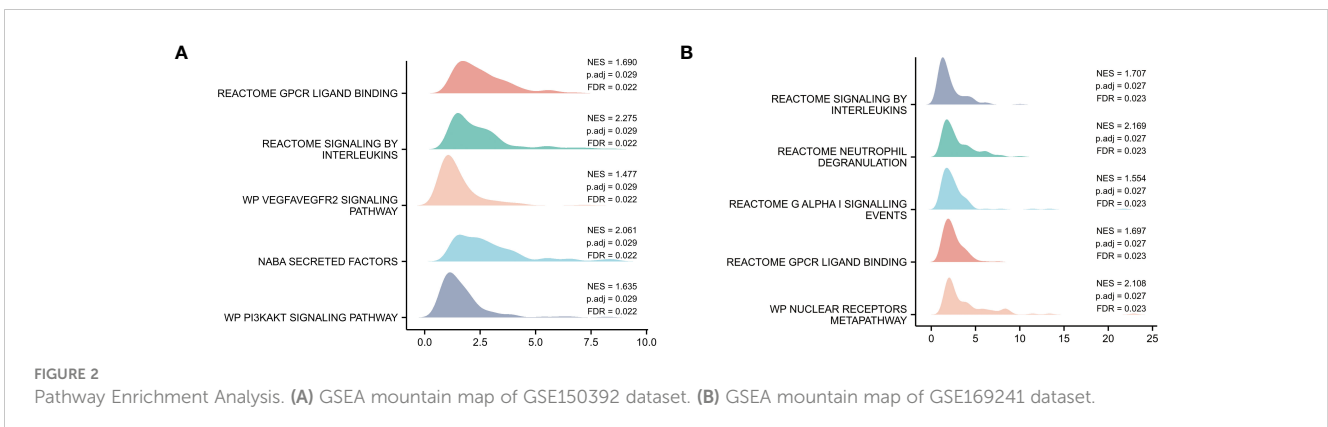 A
REACTOME GPCR LIGAND BINDING
NES = 1.690
p.adj = 0.029
FDR = 0.022
REACTOME SIGNALING BY
INTERLEUKINS
NES = 2.275
p.adj = 0.029
FDR = 0.022
WP VEGFAVEGFR2 SIGNALING
PATHWAY
NES = 1.477
p.adj = 0.029
FDR = 0.022
NABA SECRETED FACTORS
NES = 2.061
p.adj = 0.029
FDR = 0.022
WP PI3KAKT SIGNALING PATHWAY
NES = 1.635
p.adj = 0.029
FDR = 0.022
0.0 2.5 5.0 7.5 10.0
B
REACTOME SIGNALING BY
INTERLEUKINS
NES = 1.707
p.adj = 0.027
FDR = 0.023
REACTOME NEUTROPHIL
DEGRANULATION
NES = 2.169
p.adj = 0.027
FDR = 0.023
REACTOME G ALPHA I SIGNALLING
EVENTS
NES = 1.554
p.adj = 0.027
FDR = 0.023
REACTOME GPCR LIGAND BINDING
NES = 1.697
p.adj = 0.027
FDR = 0.023
WP NUCLEAR RECEPTORS
METAPATHWAY
NES = 2.108
p.adj = 0.027
FDR = 0.023
0 5 10 15 20 25
FIGURE 2
Pathway Enrichment Analysis. (A) GSEA mountain map of GSE150392 dataset. (B) GSEA mountain map of GSE169241 dataset.